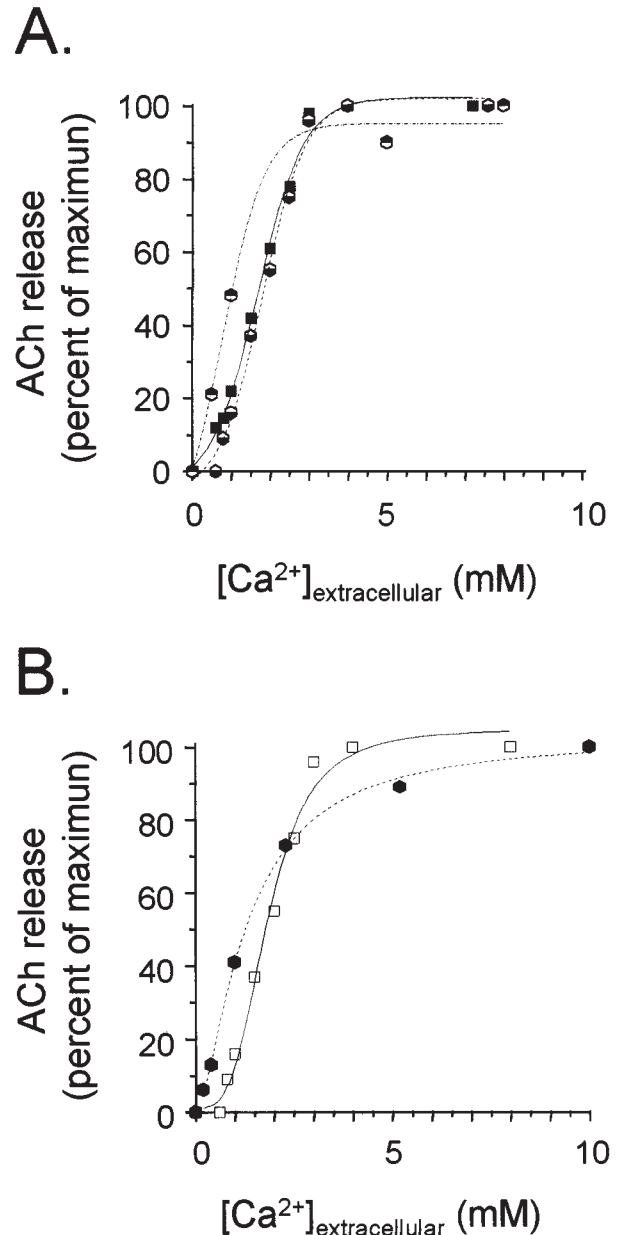 A.
ACh release
(percent of maximun)
100
80
60
40
20
0
0 5 10
[Ca2+]extracellular (mM)
B.
ACh release
(percent of maximun)
100
80
60
40
20
0
0 5 10
[Ca2+]extracellular (mM)